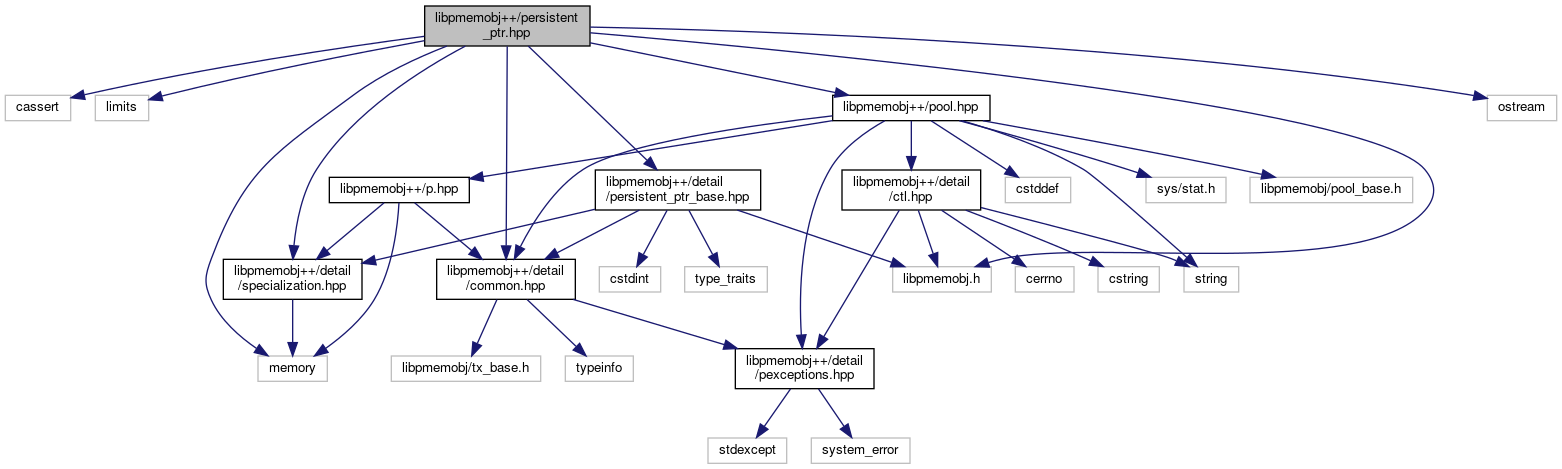 libpmemobj++/persistent
_ptr.hpp
cassert
limits
libpmemobj++/pool.hpp
ostream
libpmemobj++/p.hpp
libpmemobj++/detail
/persistent_ptr_base.hpp
libpmemobj++/detail
/ctl.hpp
cstddef
sys/stat.h
libpmemobj/pool_base.h
libpmemobj++/detail
/specialization.hpp
libpmemobj++/detail
/common.hpp
cstdint
type_traits
libpmemobj.h
cerrno
cstring
string
memory
libpmemobj/tx_base.h
typeinfo
libpmemobj++/detail
/pexceptions.hpp
stdexcept
system_error